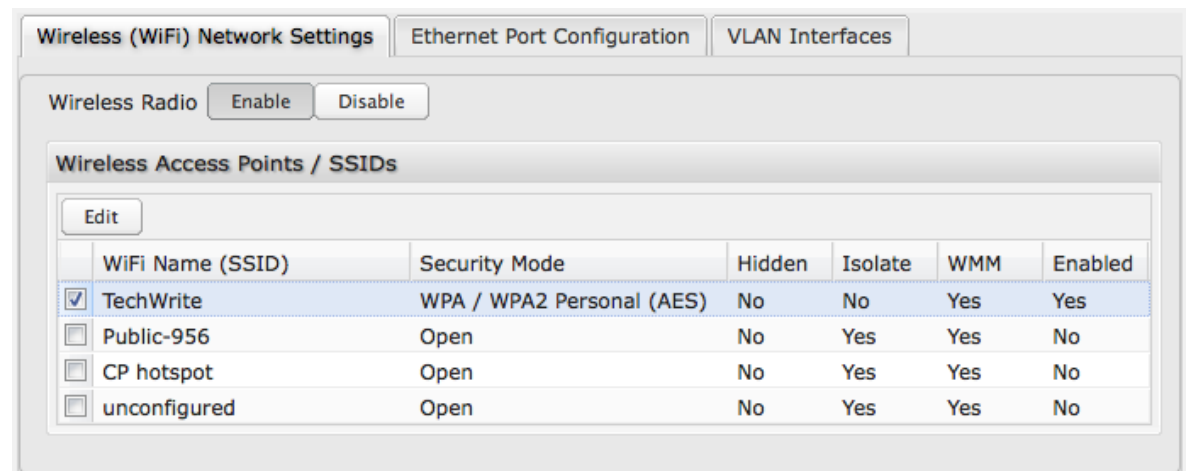 Wireless (WiFi) Network Settings Ethernet Port Configuration VLAN Interfaces
Wireless Radio Enable Disable
Wireless Access Points / SSIDs
Edit
WiFi Name (SSID) Security Mode Hidden Isolate WMM Enabled
TechWrite WPA / WPA2 Personal (AES) No No Yes Yes
Public-956 Open No Yes Yes No
CP hotspot Open No Yes Yes No
unconfigured Open No Yes Yes No